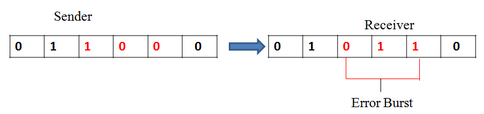 Sender
Receiver
0 1 1 0 0 0
0 1 0 1 1 0
Error Burst